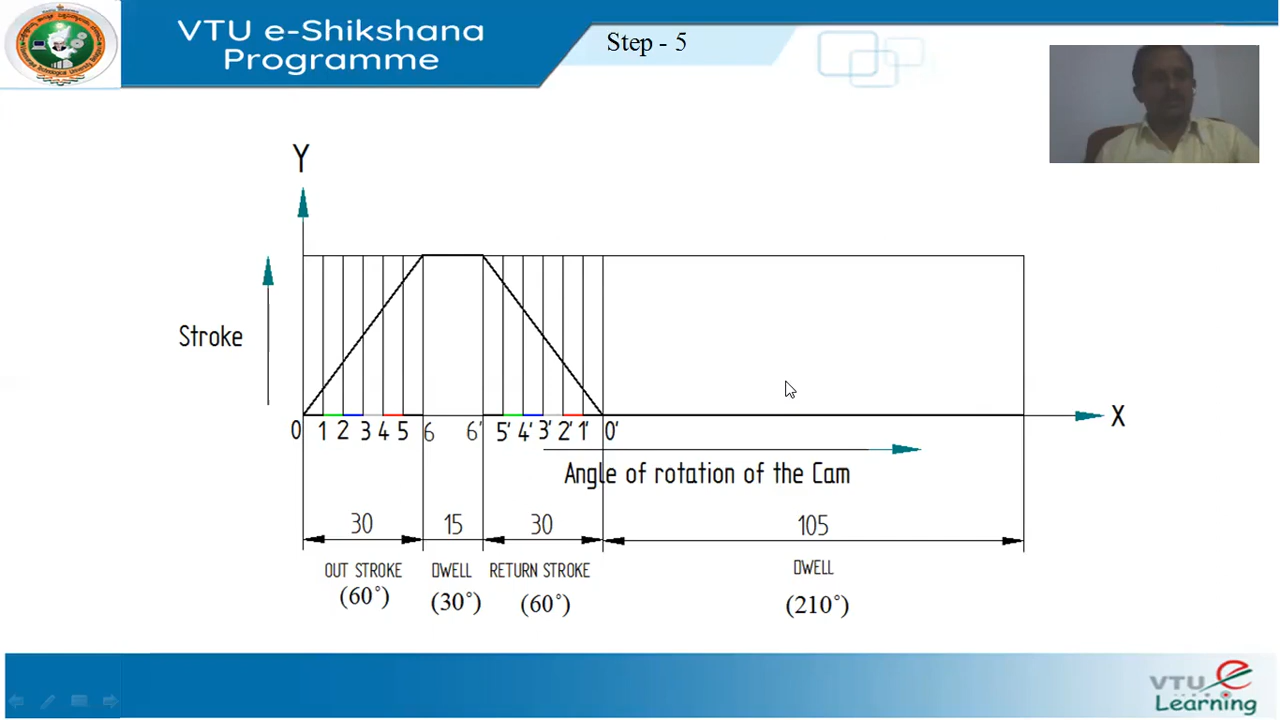 VTU e-Shikshana
Programme
Step - 5
Y
Stroke
0 1 2 3 4 5 6 6' 5' 4' 3' 2' 1' 0'
X
Angle of rotation of the Cam
30 15 30 105
OUT STROKE DWELL RETURN STROKE DWELL
(60°) (30°) (60°) (210°)
VTU e
Learning